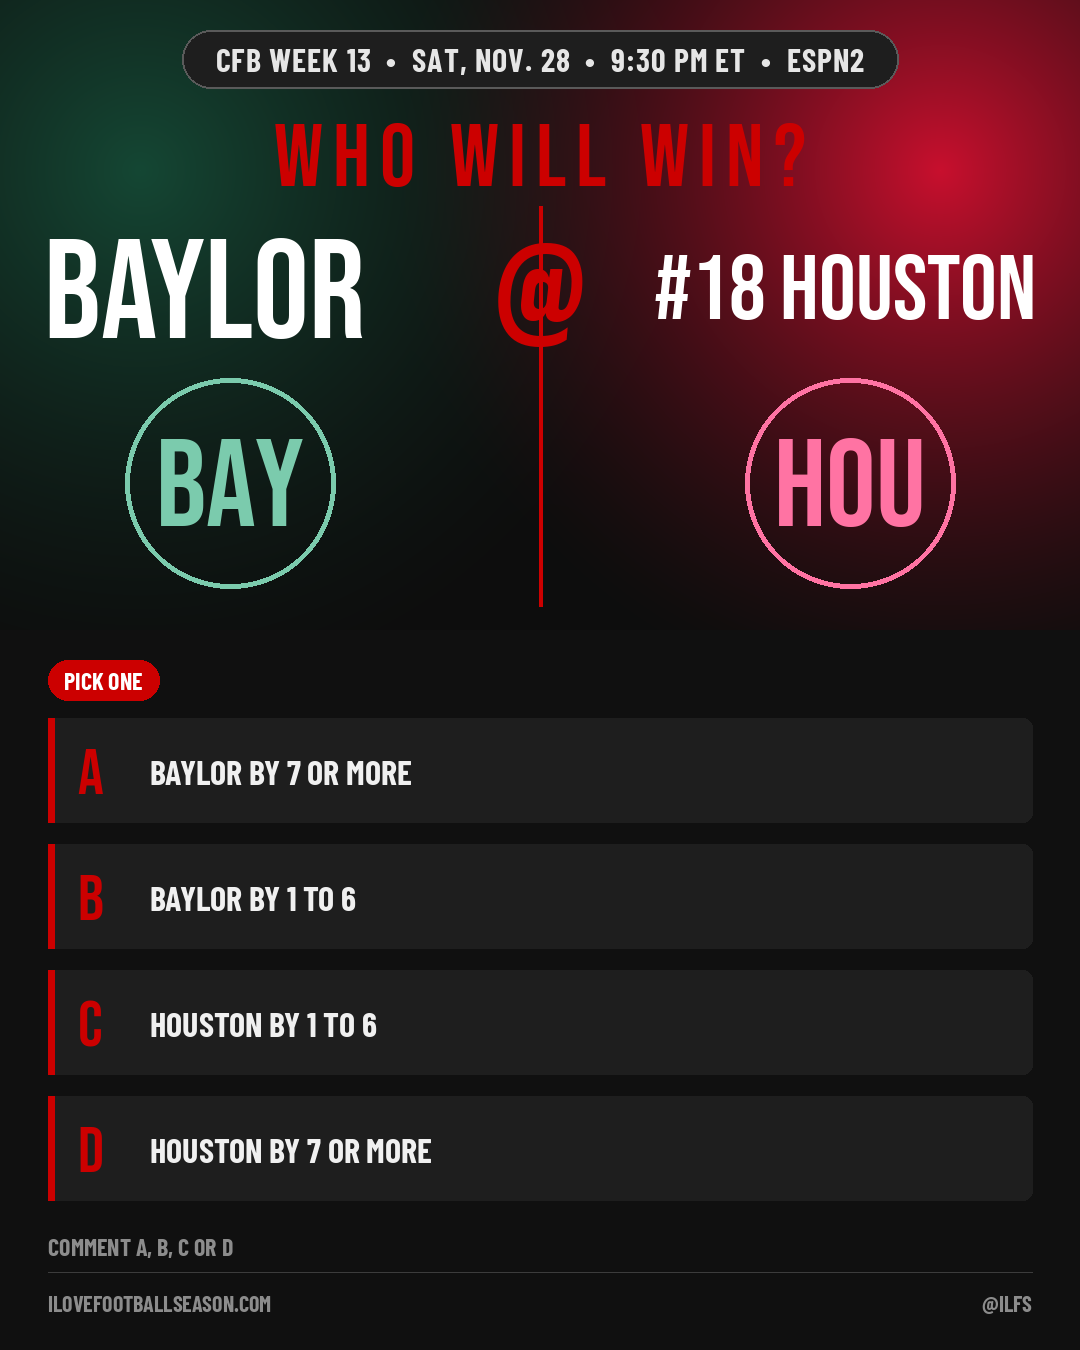 CFB WEEK 13 • SAT, NOV. 28 • 9:30 PM ET • ESPN2
WHO WILL WIN?
BAYLOR @ #18 HOUSTON
BAY HOU
PICK ONE
A BAYLOR BY 7 OR MORE
B BAYLOR BY 1 TO 6
C HOUSTON BY 1 TO 6
D HOUSTON BY 7 OR MORE
COMMENT A, B, C OR D
ILOVEFOOTBALLSEASON.COM @ILFS